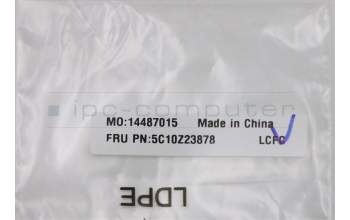 ipc-computer
MO:14487015 Made in China
FRU PN:5C10Z23878 LCFC
LDPE